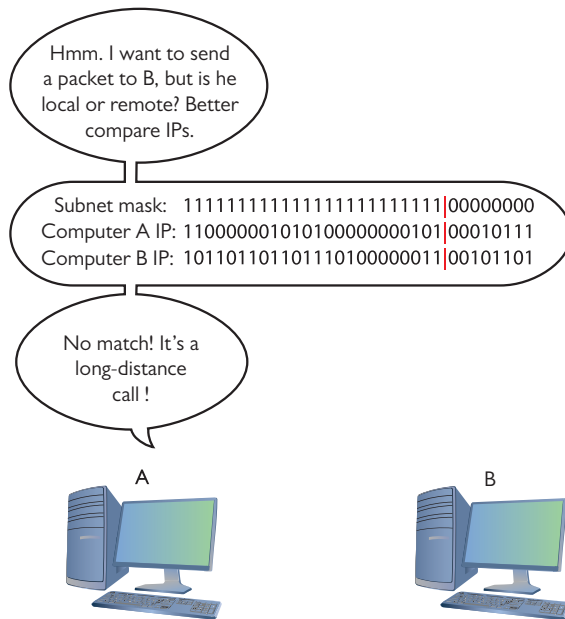 Hmm. I want to send
a packet to B, but is he
local or remote? Better
compare IPs.
Subnet mask: 111111111111111111111111|00000000
Computer A IP: 110000001010100000000101|00010111
Computer B IP: 101101101101110100000011|00101101
No match! It's a
long-distance
call !
A
B